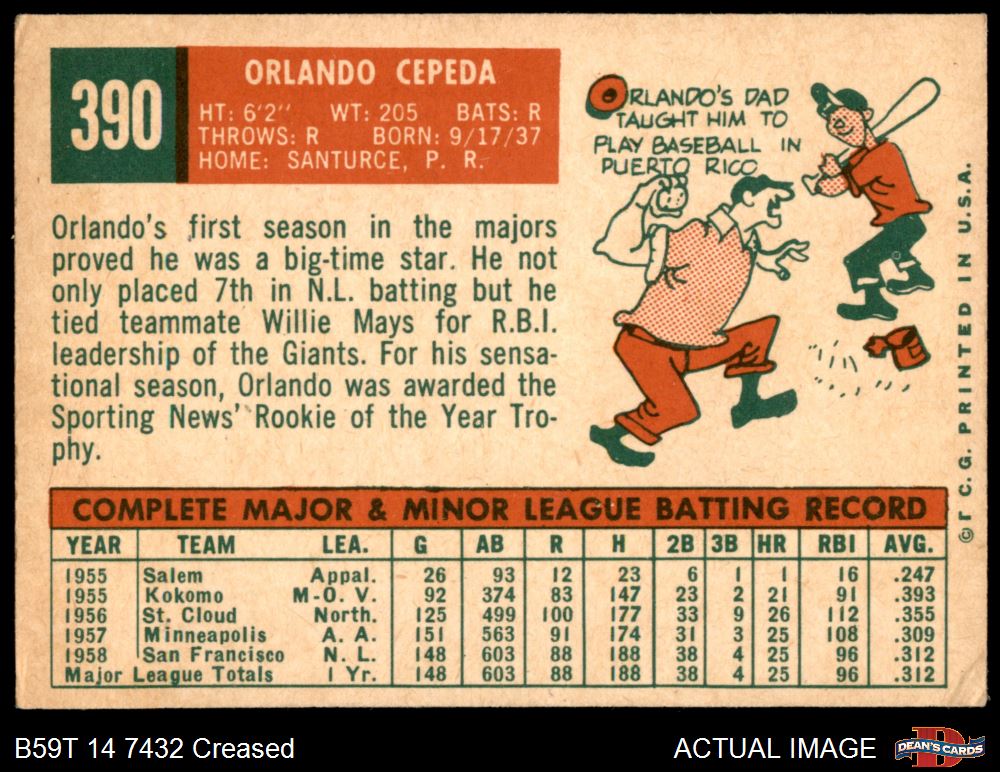 390
ORLANDO CEPEDA
HT: 6'2" WT: 205 BATS: R
THROWS: R BORN: 9/17/37
HOME: SANTURCE, P. R.
ORLANDO'S DAD
TAUGHT HIM TO
PLAY BASEBALL IN
PUERTO RICO
Orlando's first season in the majors
proved he was a big-time star. He not
only placed 7th in N.L. batting but he
tied teammate Willie Mays for R.B.I.
leadership of the Giants. For his sensa-
tional season, Orlando was awarded the
Sporting News' Rookie of the Year Tro-
phy.
©T. C. G. PRINTED IN U.S.A.
COMPLETE MAJOR & MINOR LEAGUE BATTING RECORD
YEAR TEAM LEA. G AB R H 2B 3B HR RBI AVG.
1955 Salem Appal. 26 93 12 23 6 1 1 16 .247
1955 Kokomo M-O. V. 92 374 83 147 23 2 21 91 .393
1956 St. Cloud North. 125 499 100 177 33 9 26 112 .355
1957 Minneapolis A. A. 151 563 91 174 31 3 25 108 .309
1958 San Francisco N. L. 148 603 88 188 38 4 25 96 .312
Major League Totals 1 Yr. 148 603 88 188 38 4 25 96 .312
B59T 14 7432 Creased
ACTUAL IMAGE
DEAN'S CARDS